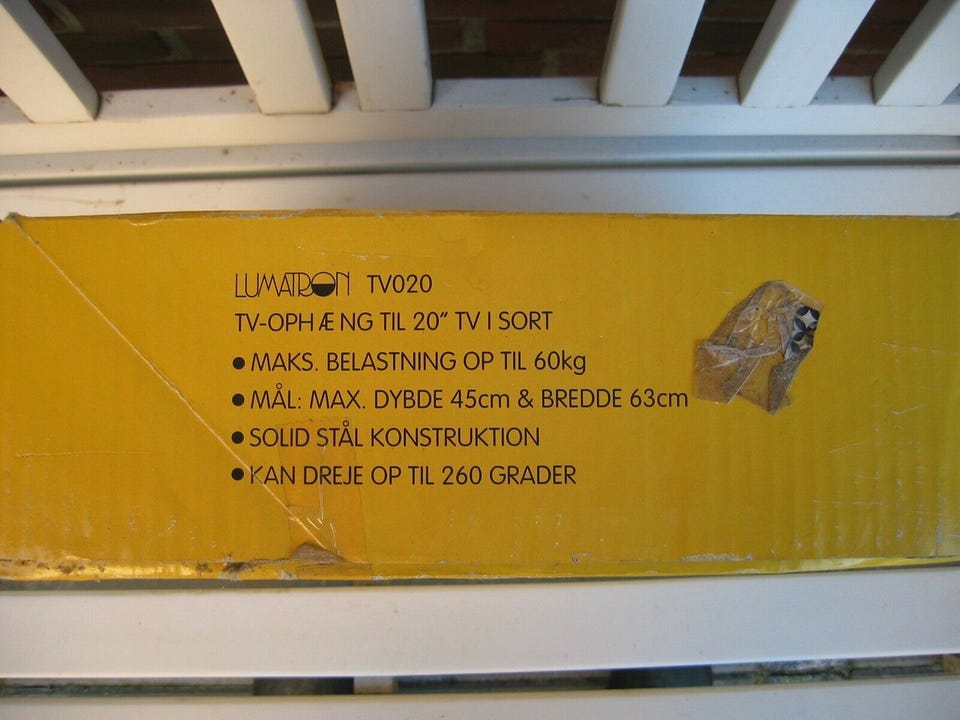 LUMATRON TV020
TV-OPHÆNG TIL 20" TV I SORT
● MAKS. BELASTNING OP TIL 60kg
● MÅL: MAX. DYBDE 45cm & BREDDE 63cm
● SOLID STÅL KONSTRUKTION
● KAN DREJE OP TIL 260 GRADER